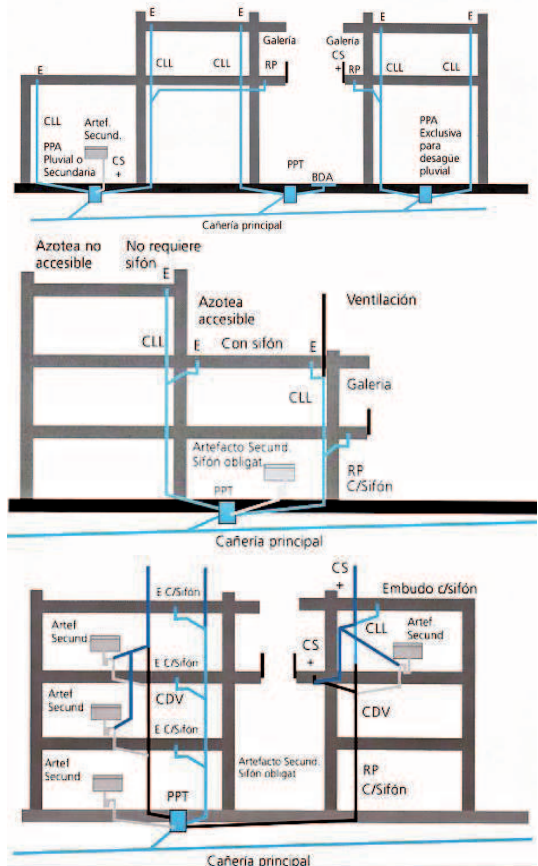 E
E
E
E
Galería
Galería
CLL
CLL
RP
CS
+
RP
CLL
CLL
E
CLL
Artef.
Secund.
PPA
Pluvial o
Secundaria
CS
+
PPT
BDA
PPA
Exclusiva
para
desagüe
pluvial
Cañería principal
Azotea no
accesible
No requiere
sifón
E
Azotea
accesible
Ventilación
CLL
E
Con sifón
E
CLL
Galeria
Artefacto Secund.
Sifón obligat.
RP
C/Sifón
PPT
Cañería principal
E C/Sifón
CS
+
Embudo c/sifón
Artef
Secund
CLL
Artef
Secund
E C/Sifón
CS
+
CDV
CDV
Artef
Secund
E C/Sifón
Artef
Secund
Artefacto Secund.
Sifón obligat
RP
C/Sifón
PPT
Cañería principal